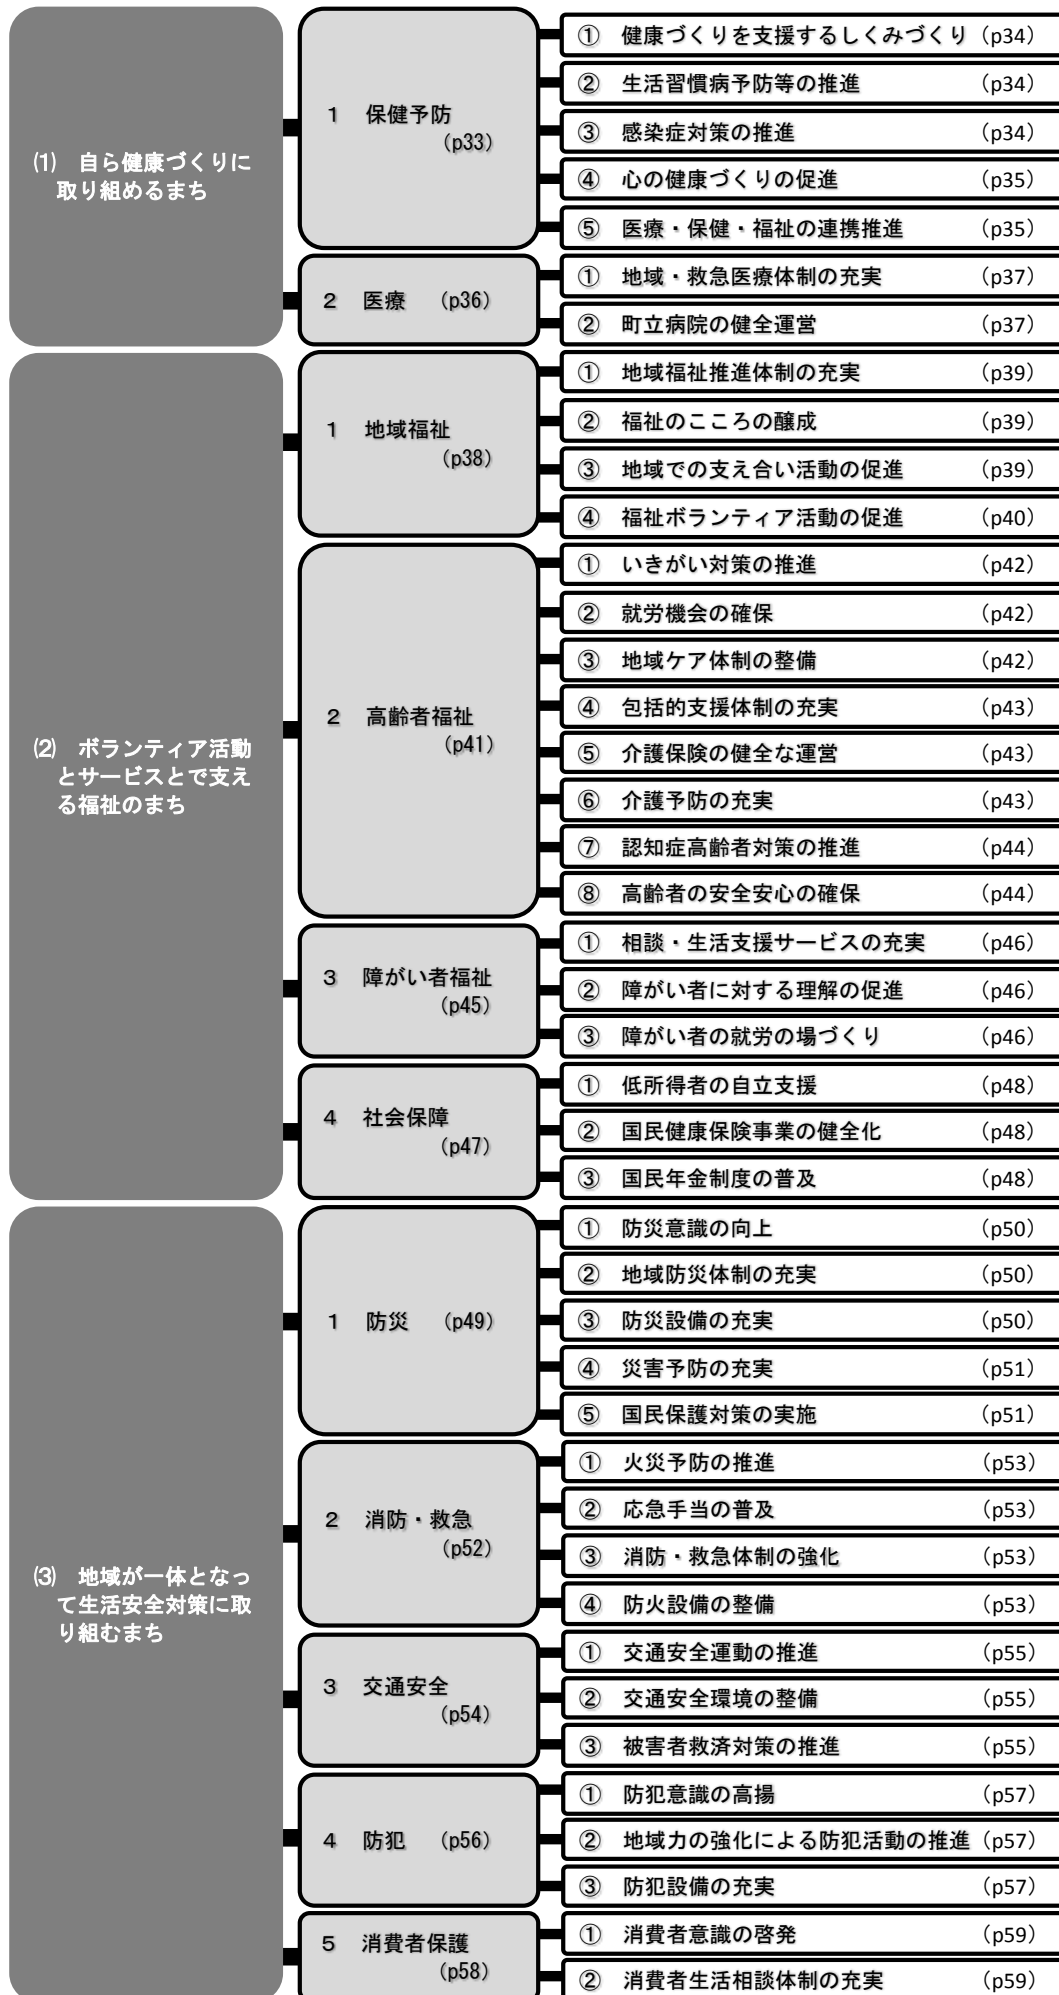 ⑴ 自ら健康づくりに
取り組めるまち
1 保健予防
（p33）
① 健康づくりを支援するしくみづくり（p34）
② 生活習慣病予防等の推進 （p34）
③ 感染症対策の推進 （p34）
④ 心の健康づくりの促進 （p35）
⑤ 医療・保健・福祉の連携推進 （p35）
2 医療 （p36）
① 地域・救急医療体制の充実 （p37）
② 町立病院の健全運営 （p37）
⑵ ボランティア活動
とサービスとで支え
る福祉のまち
1 地域福祉
（p38）
① 地域福祉推進体制の充実 （p39）
② 福祉のこころの醸成 （p39）
③ 地域での支え合い活動の促進 （p39）
④ 福祉ボランティア活動の促進 （p40）
2 高齢者福祉
（p41）
① いきがい対策の推進 （p42）
② 就労機会の確保 （p42）
③ 地域ケア体制の整備 （p42）
④ 包括的支援体制の充実 （p43）
⑤ 介護保険の健全な運営 （p43）
⑥ 介護予防の充実 （p43）
⑦ 認知症高齢者対策の推進 （p44）
⑧ 高齢者の安全安心の確保 （p44）
3 障がい者福祉
（p45）
① 相談・生活支援サービスの充実 （p46）
② 障がい者に対する理解の促進 （p46）
③ 障がい者の就労の場づくり （p46）
4 社会保障
（p47）
① 低所得者の自立支援 （p48）
② 国民健康保険事業の健全化 （p48）
③ 国民年金制度の普及 （p48）
⑶ 地域が一体となっ
て生活安全対策に取
り組むまち
1 防災 （p49）
① 防災意識の向上 （p50）
② 地域防災体制の充実 （p50）
③ 防災設備の充実 （p50）
④ 災害予防の充実 （p51）
⑤ 国民保護対策の実施 （p51）
2 消防・救急
（p52）
① 火災予防の推進 （p53）
② 応急手当の普及 （p53）
③ 消防・救急体制の強化 （p53）
④ 防火設備の整備 （p53）
3 交通安全
（p54）
① 交通安全運動の推進 （p55）
② 交通安全環境の整備 （p55）
③ 被害者救済対策の推進 （p55）
4 防犯 （p56）
① 防犯意識の高揚 （p57）
② 地域力の強化による防犯活動の推進（p57）
③ 防犯設備の充実 （p57）
5 消費者保護
（p58）
① 消費者意識の啓発 （p59）
② 消費者生活相談体制の充実 （p59）